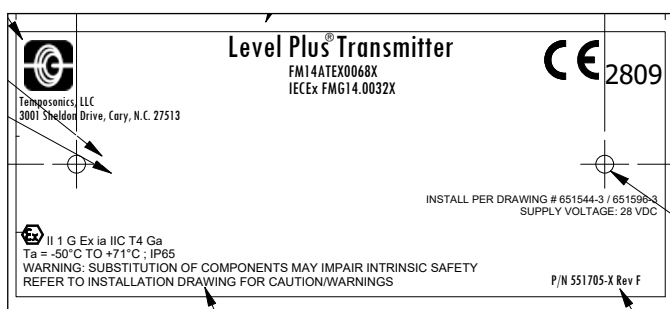 Level Plus® Transmitter
FM14ATEX0068X
IECEx FMG14.0032X
CE 2809
Temposonics, LLC
3001 Sheldon Drive, Cary, N.C. 27513
INSTALL PER DRAWING # 651544-3 / 651596-3
SUPPLY VOLTAGE: 28 VDC
Ex II 1 G Ex ia IIC T4 Ga
Ta = -50°C TO +71°C ; IP65
WARNING: SUBSTITUTION OF COMPONENTS MAY IMPAIR INTRINSIC SAFETY
REFER TO INSTALLATION DRAWING FOR CAUTION/WARNINGS
P/N 551705-X Rev F